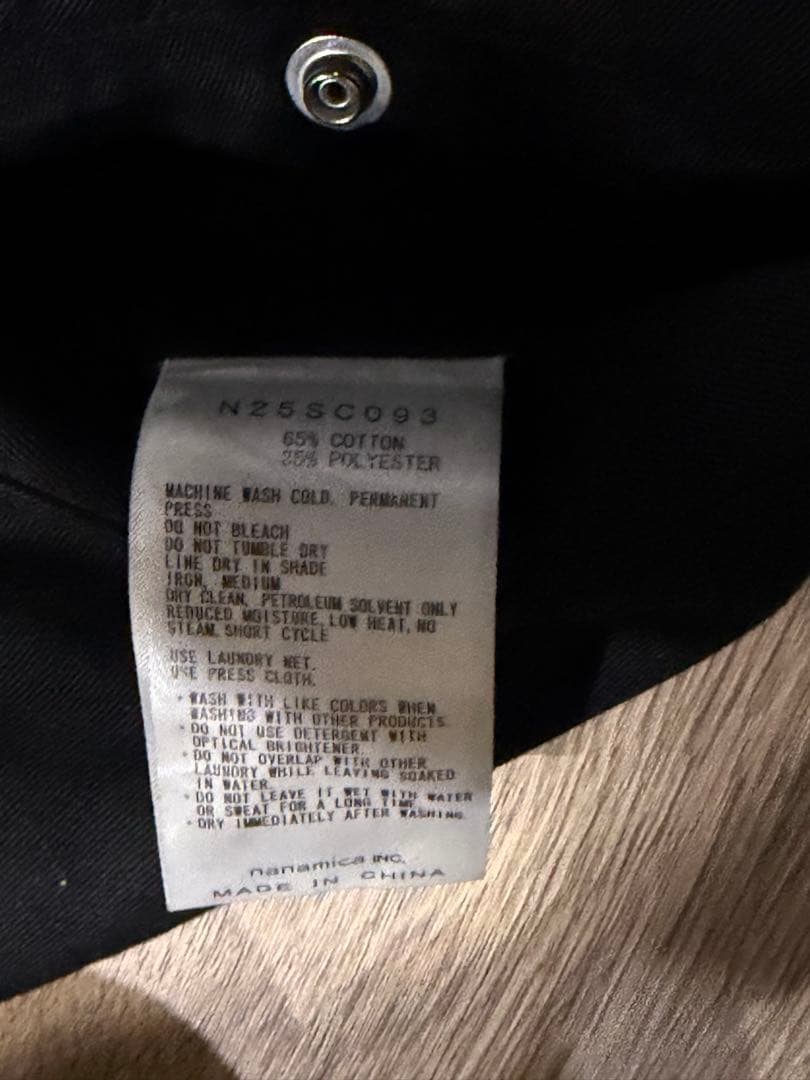 N25SC093
65% COTTON
35% POLYESTER
MACHINE WASH COLD. PERMANENT
PRESS
DO NOT BLEACH
DO NOT TUMBLE DRY
LINE DRY IN SHADE
IRON, MEDIUM
DRY CLEAN, PETROLEUM SOLVENT ONLY
REDUCED MOISTURE, LOW HEAT, NO
STEAM, SHORT CYCLE
USE LAUNDRY NET.
USE PRESS CLOTH.
・WASH WITH LIKE COLORS WHEN
WASHING WITH OTHER PRODUCTS.
・DO NOT USE DETERGENT WITH
OPTICAL BRIGHTENER.
・DO NOT OVERLAP WITH OTHER
LAUNDRY WHILE LEAVING SOAKED
IN WATER.
・DO NOT LEAVE IT WET WITH WATER
OR SWEAT FOR A LONG TIME.
・DRY IMMEDIATELY AFTER WASHING.
nanamica INC.
MADE IN CHINA